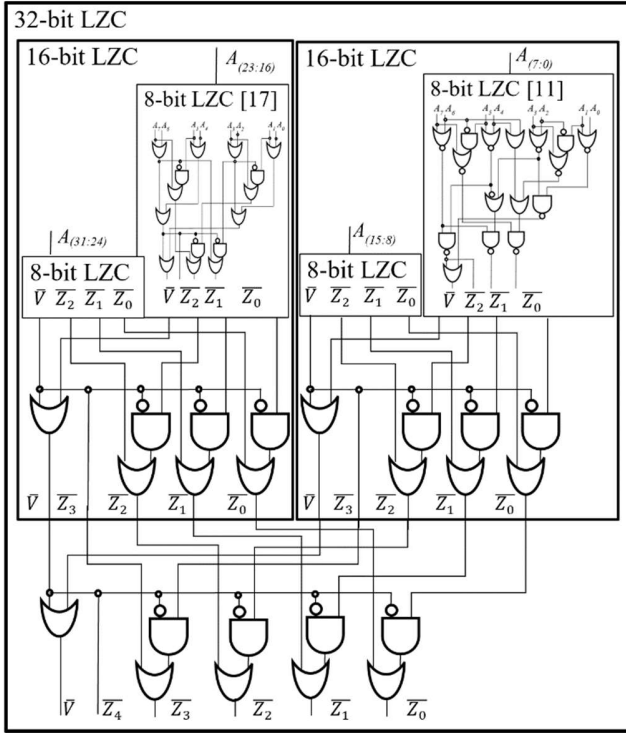 32-bit LZC
16-bit LZC
16-bit LZC
A(23:16)
A(7:0)
8-bit LZC [17]
8-bit LZC [11]
A(31:24)
A(15:8)
8-bit LZC
8-bit LZC
V̅ Z̅₂ Z̅₁ Z̅₀ V̅ Z̅₂ Z̅₁ Z̅₀
V̅ Z̅₂ Z̅₁ Z̅₀ V̅ Z̅₂ Z̅₁ Z̅₀
V̅ Z̅₃ Z̅₂ Z̅₁ Z̅₀
V̅ Z̅₃ Z̅₂ Z̅₁ Z̅₀
V̅ Z̅₄ Z̅₃ Z̅₂ Z̅₁ Z̅₀